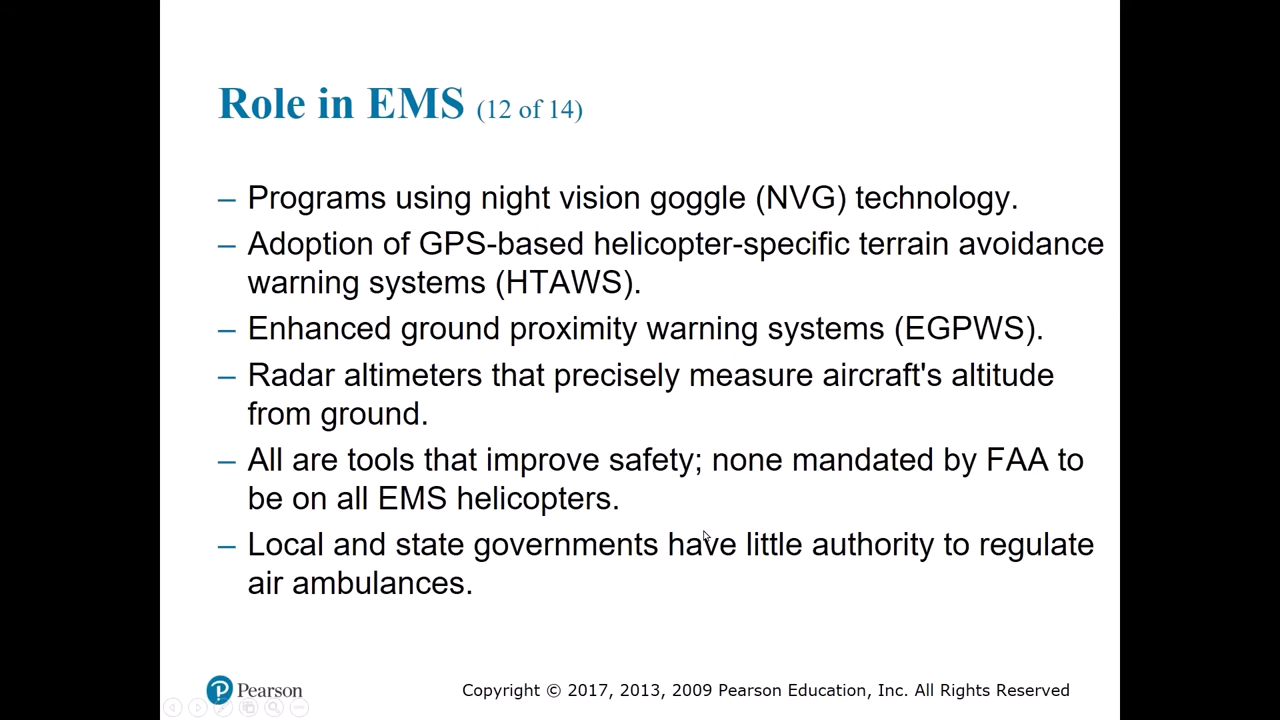 Role in EMS (12 of 14)
– Programs using night vision goggle (NVG) technology.
– Adoption of GPS-based helicopter-specific terrain avoidance
warning systems (HTAWS).
– Enhanced ground proximity warning systems (EGPWS).
– Radar altimeters that precisely measure aircraft's altitude
from ground.
– All are tools that improve safety; none mandated by FAA to
be on all EMS helicopters.
– Local and state governments have little authority to regulate
air ambulances.
Pearson
Copyright © 2017, 2013, 2009 Pearson Education, Inc. All Rights Reserved